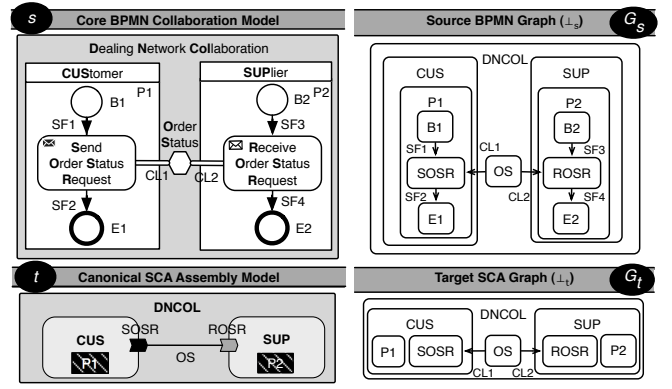 s Core BPMN Collaboration Model
Dealing Network Collaboration
CUStomer
P1
B1
SF1
Send
Order Status
Request
SF2
E1
Order
Status
CL1
CL2
SUPlier
B2 P2
SF3
Receive
Order Status
Request
SF4
E2
Source BPMN Graph (⊥s) Gs
DNCOL
CUS SUP
P1 P2
B1 B2
SF1 CL1 SF3
SOSR OS ROSR
SF2 CL2 SF4
E1 E2
t Canonical SCA Assembly Model
DNCOL
SOSR ROSR
CUS SUP
P1 OS P2
Target SCA Graph (⊥t) Gt
DNCOL
CUS SUP
P1 SOSR OS ROSR P2
CL1 CL2